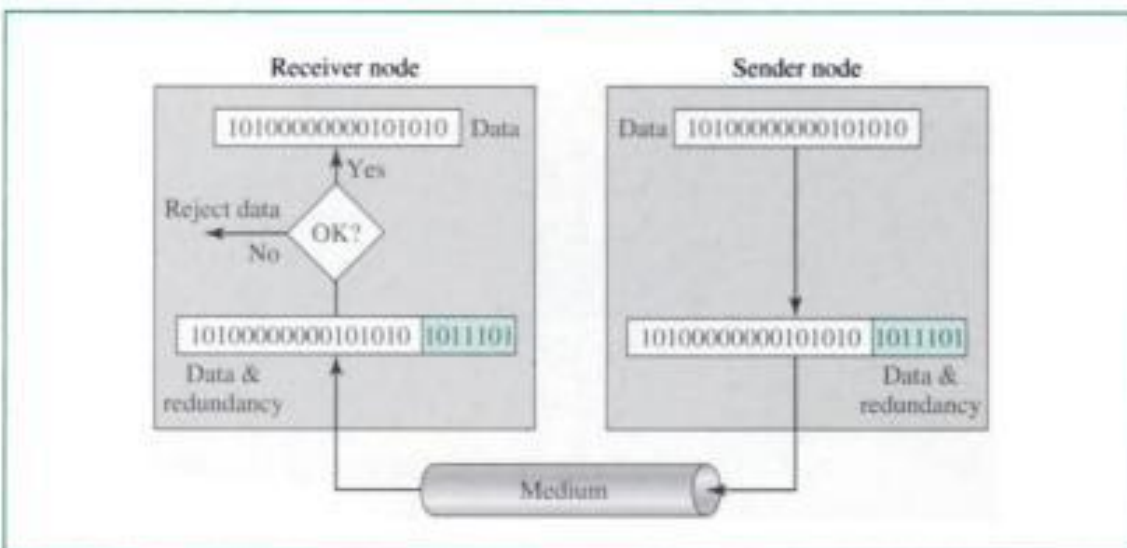 Receiver node
Sender node
10100000000101010 Data
Data 10100000000101010
Yes
Reject data
OK?
No
10100000000101010 1011101
10100000000101010 1011101
Data &
redundancy
Data &
redundancy
Medium